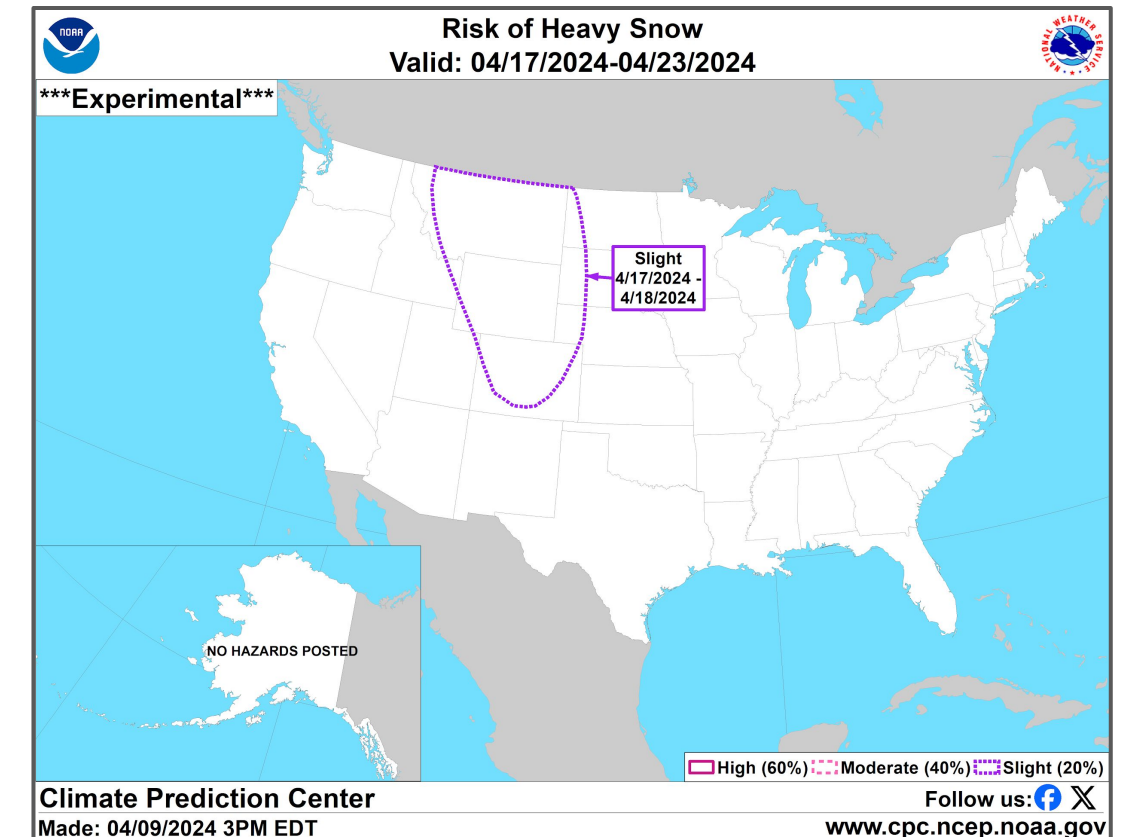 NOAA
Risk of Heavy Snow
Valid: 04/17/2024-04/23/2024
NATIONAL WEATHER SERVICE
***Experimental***
Slight
4/17/2024 -
4/18/2024
NO HAZARDS POSTED
High (60%) Moderate (40%) Slight (20%)
Climate Prediction Center
Follow us:
Made: 04/09/2024 3PM EDT
www.cpc.ncep.noaa.gov